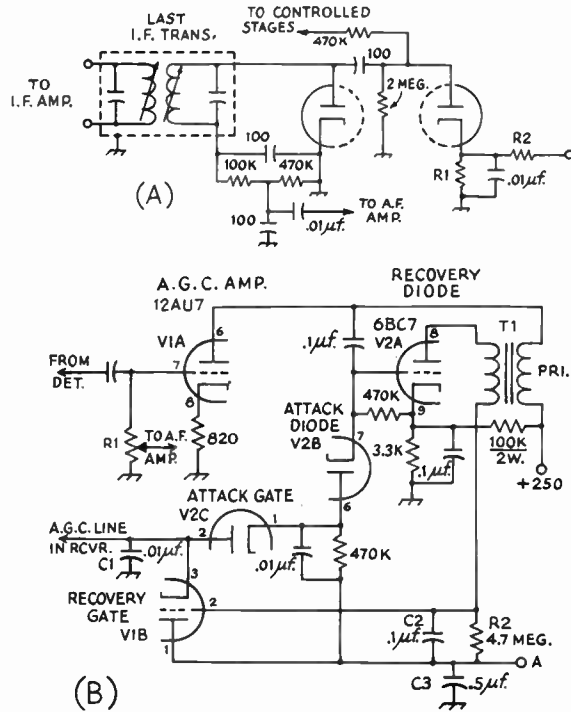 TO CONTROLLED
STAGES
470K
LAST
I.F. TRANS.
100
TO
I.F. AMP.
2 MEG.
100
100K
470K
R2
R1
.01µf.
(A)
100
.01µf.
TO A.F.
AMP.
(B)
A.G.C. AMP.
12AU7
RECOVERY
DIODE
V1A
6
7
8
FROM
DET.
R1
TO A.F.
AMP.
820
.1µf.
6BC7
V2A
8
9
T1
PRI.
470K
ATTACK
DIODE
V2B
7
6
3.3K
.1µf.
100K
2W.
+250
ATTACK GATE
V2C
2
1
A.G.C. LINE
IN RCVR.
.01µf.
C1
.01µf.
470K
3
RECOVERY
GATE
V1B
2
1
C2
.1µf.
R2
4.7 MEG.
A
C3
.5µf.